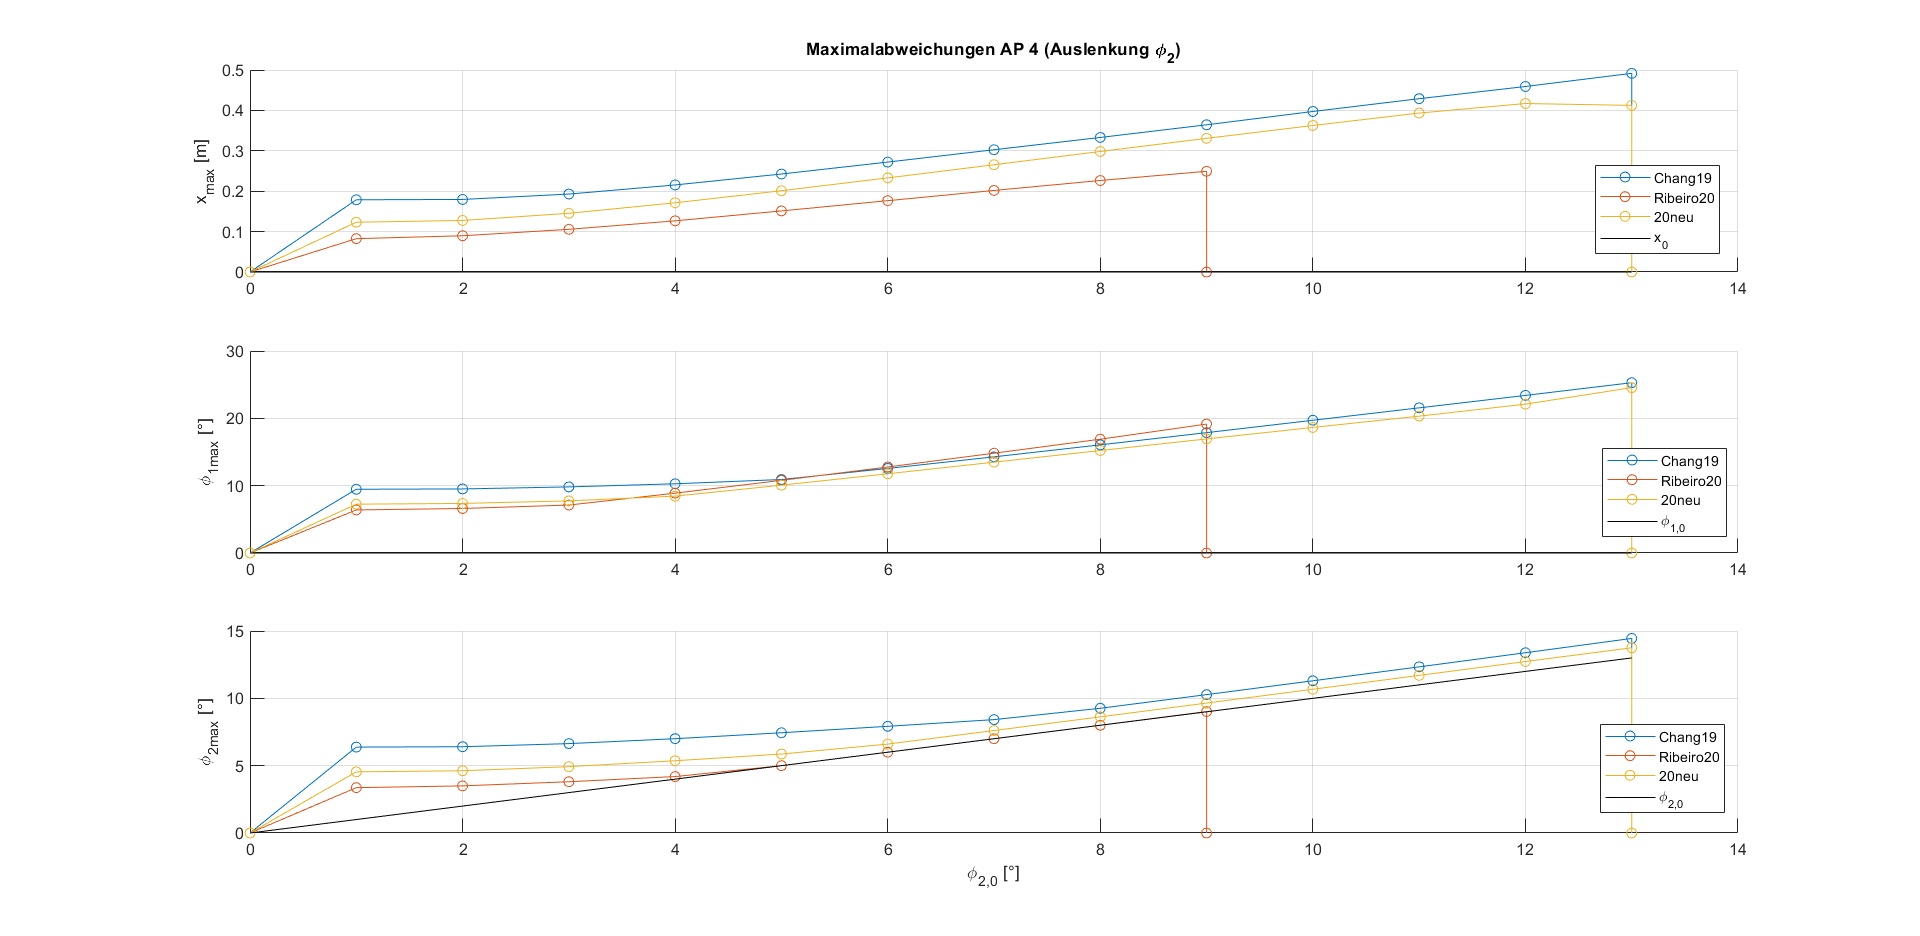 Maximalabweichungen AP 4 (Auslenkung ϕ2)
xmax [m]
0.5
0.4
0.3
0.2
0.1
0
0 2 4 6 8 10 12 14
Chang19
Ribeiro20
20neu
x0
ϕ1max [°]
30
20
10
0
0 2 4 6 8 10 12 14
Chang19
Ribeiro20
20neu
ϕ1,0
ϕ2max [°]
15
10
5
0
0 2 4 6 8 10 12 14
Chang19
Ribeiro20
20neu
ϕ2,0
ϕ2,0 [°]